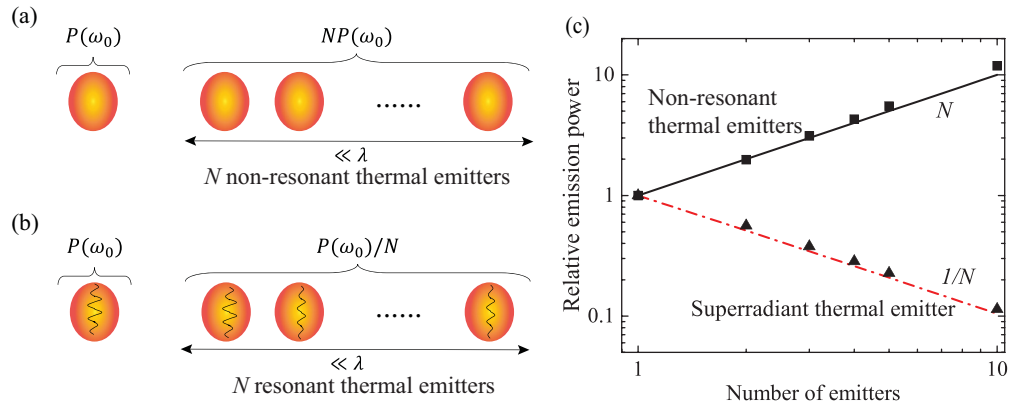 (a)
P(ω₀)
NP(ω₀)
......
≪ λ
N non-resonant thermal emitters
(b)
P(ω₀)
P(ω₀)/N
......
≪ λ
N resonant thermal emitters
(c)
Relative emission power
10
1
0.1
Non-resonant
thermal emitters
N
1/N
Superradiant thermal emitter
1
10
Number of emitters